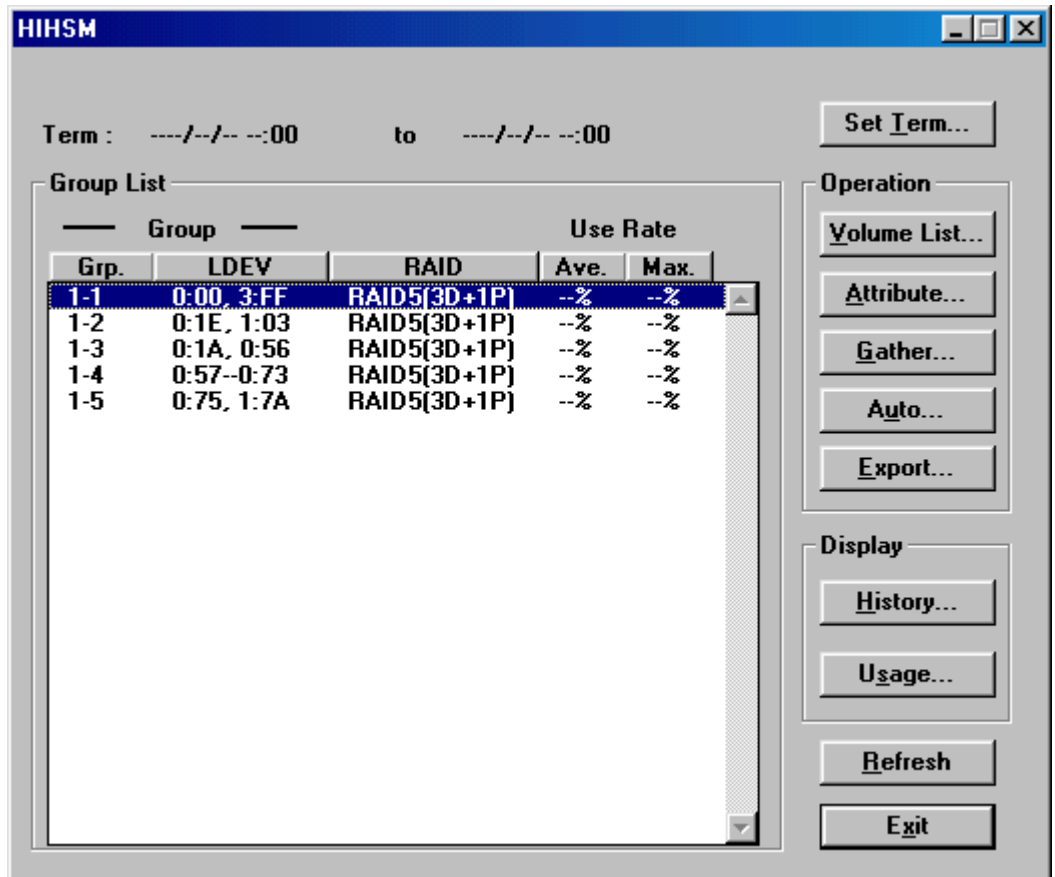 HIHSM
Term : ----/--/-- --:00 to ----/--/-- --:00
Set Term...
Group List
Group Use Rate
Grp. LDEV RAID Ave. Max.
1-1 0:00, 3:FF RAID5(3D+1P) --% --%
1-2 0:1E, 1:03 RAID5(3D+1P) --% --%
1-3 0:1A, 0:56 RAID5(3D+1P) --% --%
1-4 0:57--0:73 RAID5(3D+1P) --% --%
1-5 0:75, 1:7A RAID5(3D+1P) --% --%
Operation
Volume List...
Attribute...
Gather...
Auto...
Export...
Display
History...
Usage...
Refresh
Exit